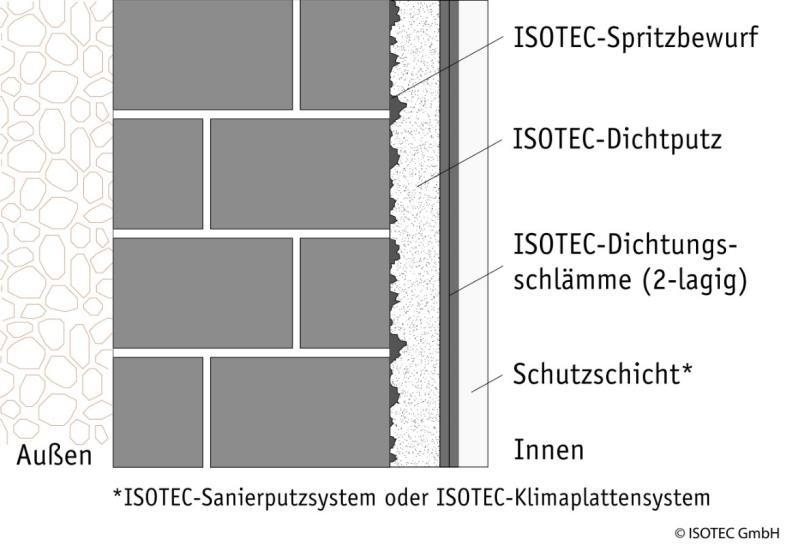 ISOTEC-Spritzbewurf
ISOTEC-Dichtputz
ISOTEC-Dichtungs-
schlämme (2-lagig)
Schutzschicht*
Außen
Innen
*ISOTEC-Sanierputzsystem oder ISOTEC-Klimaplattensystem
© ISOTEC GmbH